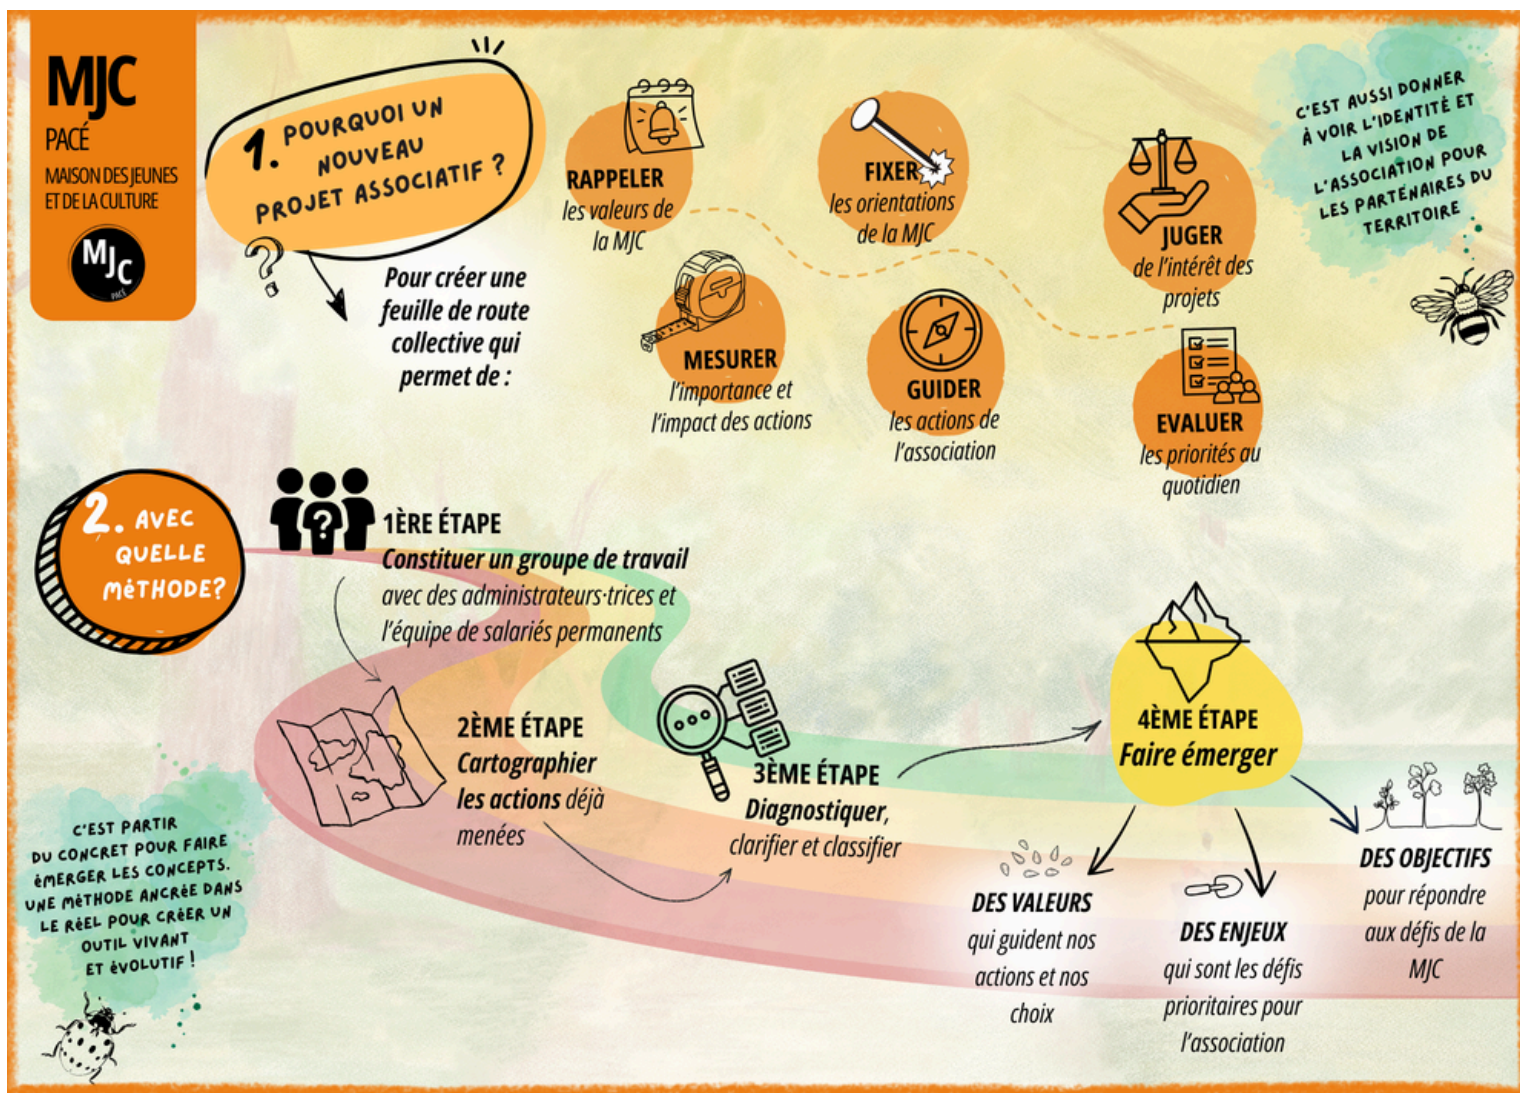 MJC
PACÉ
MAISON DES JEUNES
ET DE LA CULTURE
MJC
PACÉ
1. POURQUOI UN
NOUVEAU
PROJET ASSOCIATIF ?
Pour créer une
feuille de route
collective qui
permet de :
RAPPELER
les valeurs de
la MJC
MESURER
l'importance et
l'impact des actions
FIXER
les orientations
de la MJC
GUIDER
les actions de
l'association
JUGER
de l'intérêt des
projets
EVALUER
les priorités au
quotidien
C'EST AUSSI DONNER
À VOIR L'IDENTITÉ ET
LA VISION DE
L'ASSOCIATION POUR
LES PARTENAIRES DU
TERRITOIRE
2. AVEC
QUELLE
MÉTHODE?
1ÈRE ÉTAPE
Constituer un groupe de travail
avec des administrateurs·trices et
l'équipe de salariés permanents
2ÈME ÉTAPE
Cartographier
les actions déjà
menées
3ÈME ÉTAPE
Diagnostiquer,
clarifier et classifier
4ÈME ÉTAPE
Faire émerger
DES VALEURS
qui guident nos
actions et nos
choix
DES ENJEUX
qui sont les défis
prioritaires pour
l'association
DES OBJECTIFS
pour répondre
aux défis de la
MJC
C'EST PARTIR
DU CONCRET POUR FAIRE
ÉMERGER LES CONCEPTS.
UNE MÉTHODE ANCRÉE DANS
LE RÉEL POUR CRÉER UN
OUTIL VIVANT
ET ÉVOLUTIF !